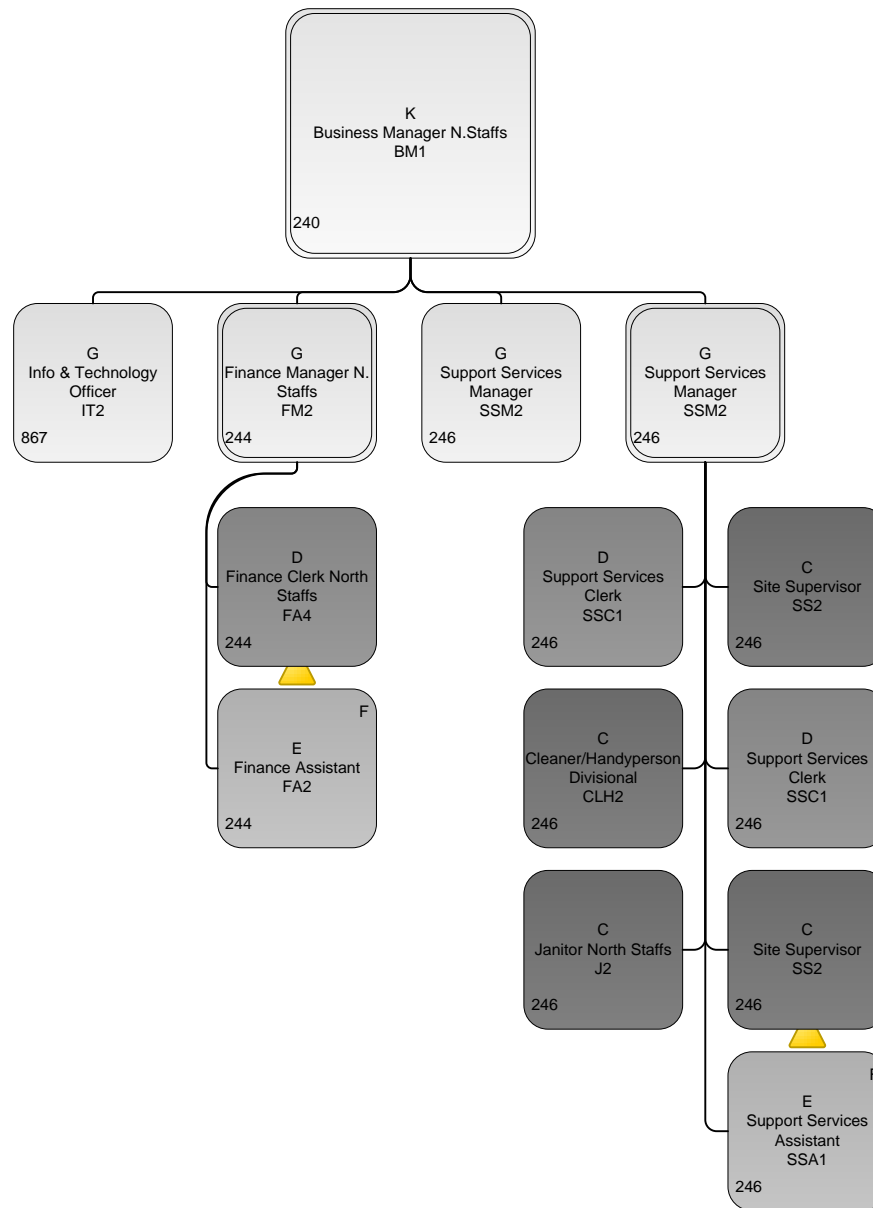 K
Business Manager N.Staffs
BM1
240
G
Info & Technology
Officer
IT2
867
G
Finance Manager N.
Staffs
FM2
244
G
Support Services
Manager
SSM2
246
G
Support Services
Manager
SSM2
246
D
Finance Clerk North
Staffs
FA4
244
D
Support Services
Clerk
SSC1
246
C
Site Supervisor
SS2
246
F
E
Finance Assistant
FA2
244
C
Cleaner/Handyperson
Divisional
CLH2
246
D
Support Services
Clerk
SSC1
246
C
Janitor North Staffs
J2
246
C
Site Supervisor
SS2
246
E
Support Services
Assistant
SSA1
246